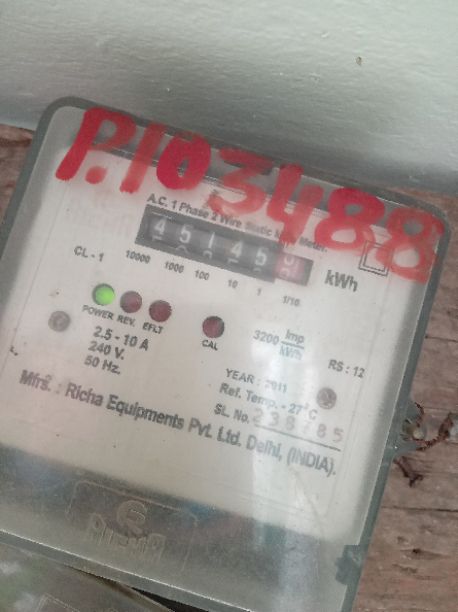 P.103488
A.C. 1 Phase 2 Wire Static Meter.
45145
kWh
CL - 1 10000 1000 100 10 1 1/10
POWER REV. EFLT CAL
3200 Imp/kWh
2.5 - 10 A
240 V.
50 Hz.
RS : 12
YEAR : 2011
Ref. Temp. - 27°C
SL. No. 238785
Mfrs. : Richa Equipments Pvt. Ltd. Delhi, (INDIA).